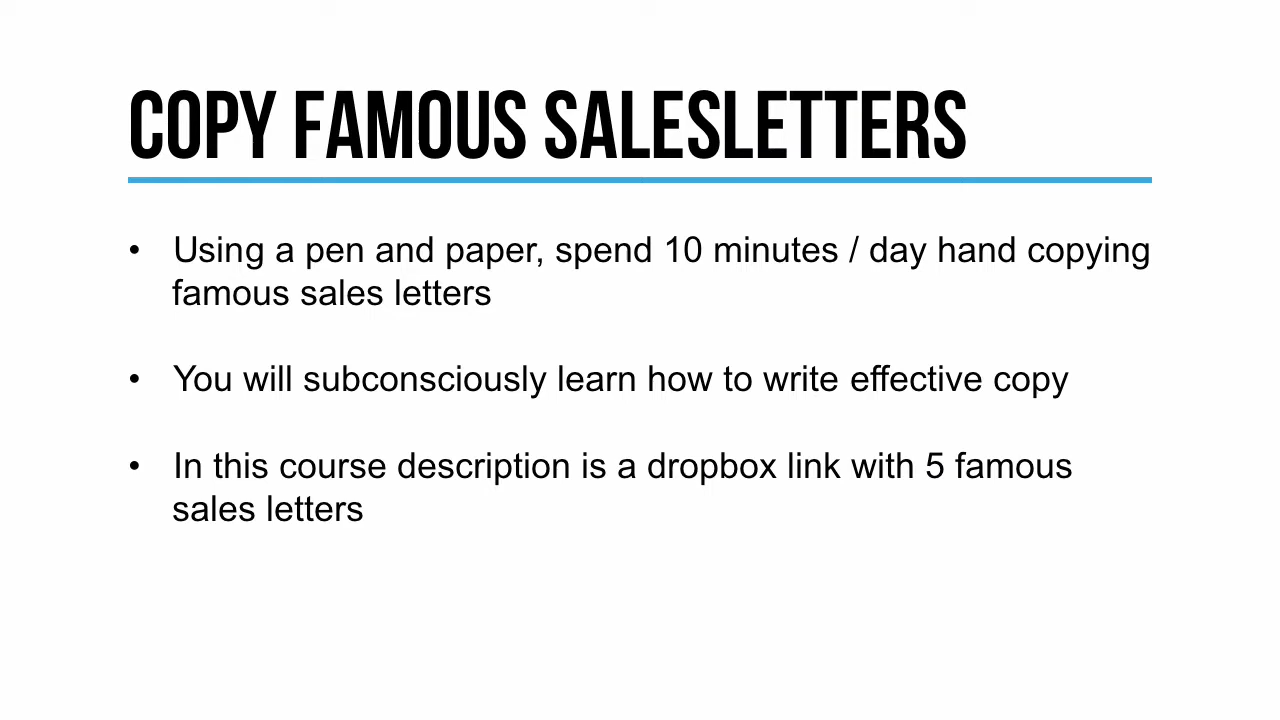 COPY FAMOUS SALESLETTERS
• Using a pen and paper, spend 10 minutes / day hand copying
famous sales letters
• You will subconsciously learn how to write effective copy
• In this course description is a dropbox link with 5 famous
sales letters